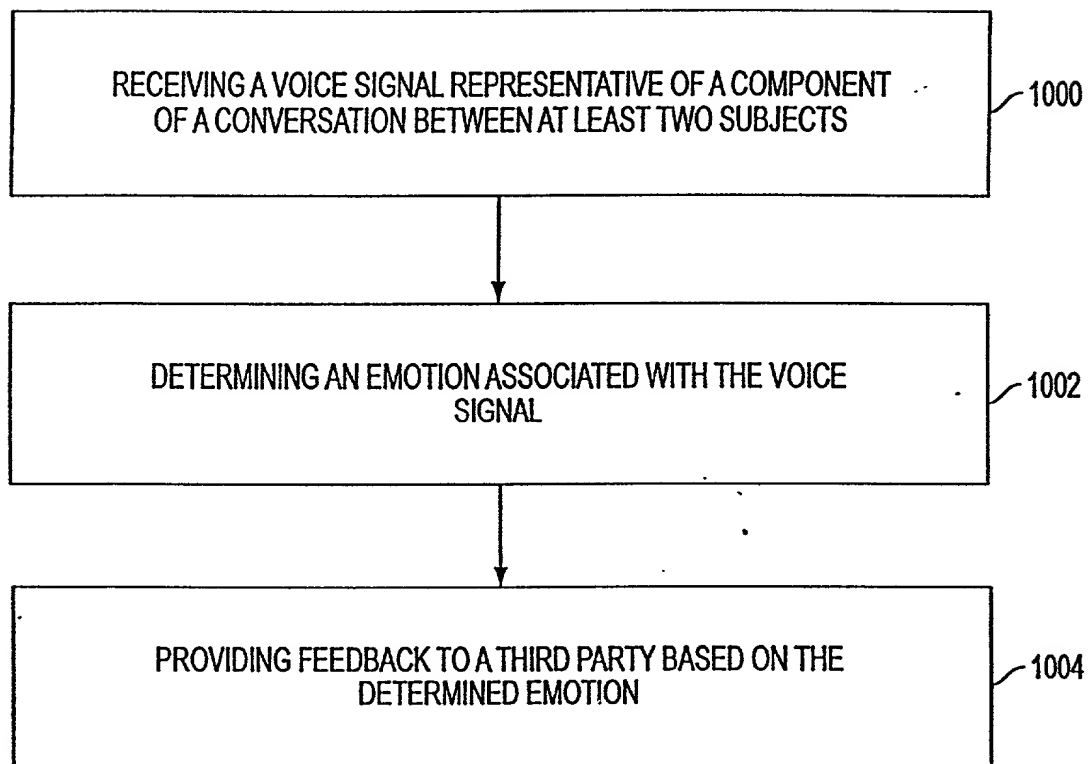 RECEIVING A VOICE SIGNAL REPRESENTATIVE OF A COMPONENT
OF A CONVERSATION BETWEEN AT LEAST TWO SUBJECTS
1000
DETERMINING AN EMOTION ASSOCIATED WITH THE VOICE
SIGNAL
1002
PROVIDING FEEDBACK TO A THIRD PARTY BASED ON THE
DETERMINED EMOTION
1004